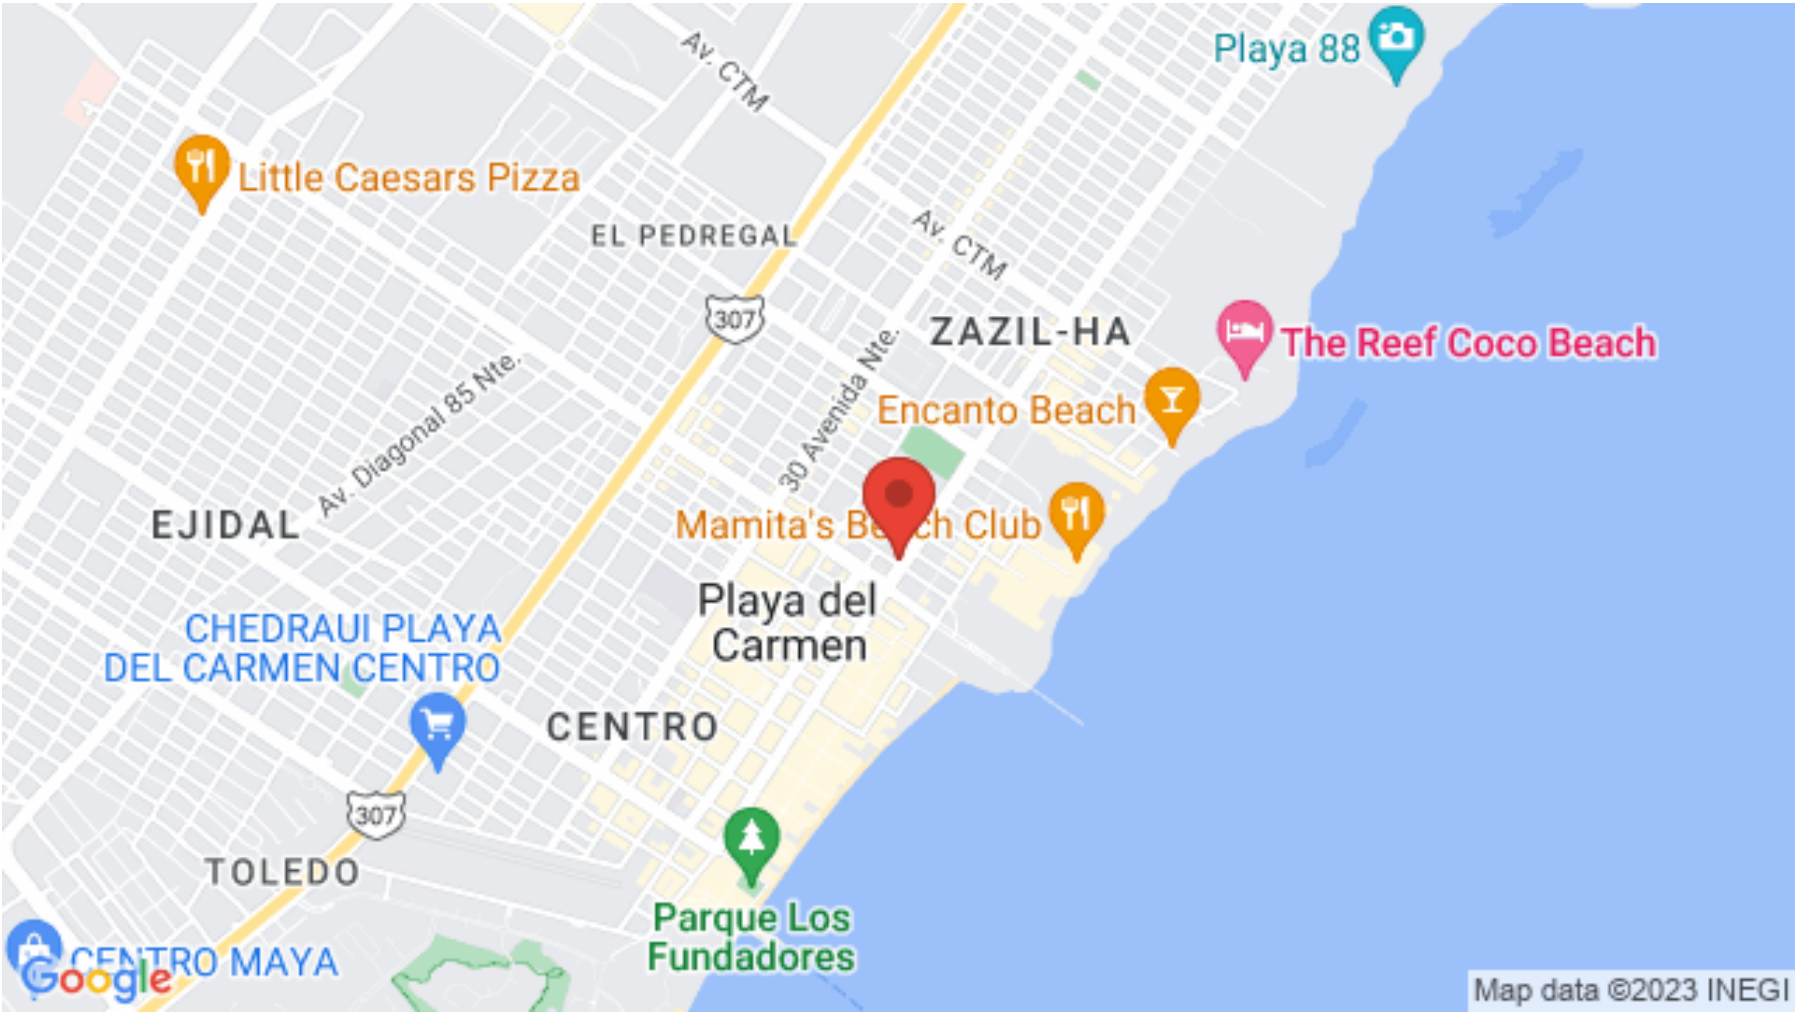 Playa 88
Av. CTM
Little Caesars Pizza
EL PEDREGAL
Av. CTM
307
ZAZIL-HA
The Reef Coco Beach
30 Avenida Nte.
Av. Diagonal 85 Nte.
Encanto Beach
EJIDAL
Mamita's Beach Club
Playa del
Carmen
CHEDRAUI PLAYA
DEL CARMEN CENTRO
CENTRO
307
TOLEDO
Parque Los
Fundadores
CENTRO MAYA
Google
Map data ©2023 INEGI